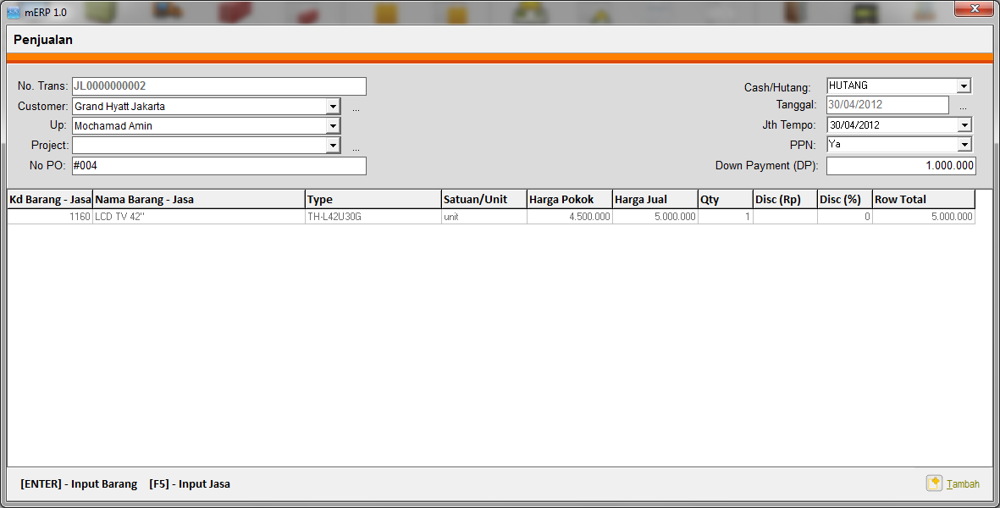 mERP 1.0
Penjualan
No. Trans: JL0000000002
Customer: Grand Hyatt Jakarta ...
Up: Mochamad Amin
Project: ...
No PO: #004
Cash/Hutang: HUTANG
Tanggal: 30/04/2012 ...
Jth Tempo: 30/04/2012
PPN: Ya
Down Payment (DP): 1.000.000
Kd Barang - Jasa Nama Barang - Jasa Type Satuan/Unit Harga Pokok Harga Jual Qty Disc (Rp) Disc (%) Row Total
1160 LCD TV 42'' TH-L42U30G unit 4.500.000 5.000.000 1 0 5.000.000
[ENTER] - Input Barang [F5] - Input Jasa
Tambah